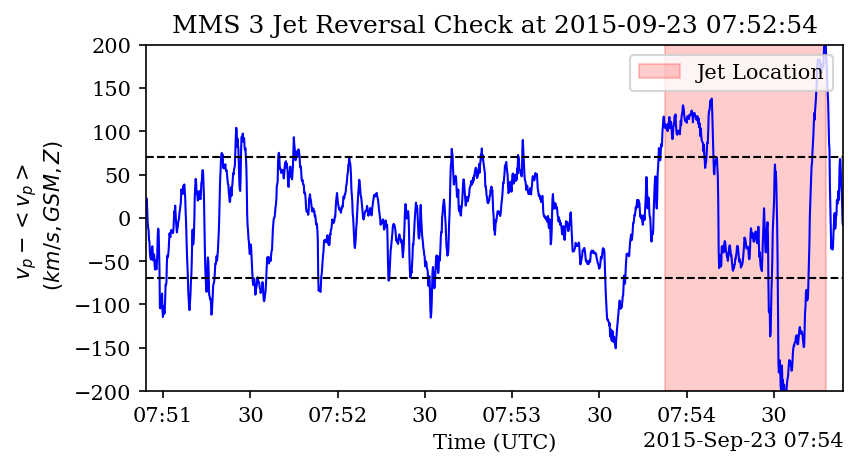 MMS 3 Jet Reversal Check at 2015-09-23 07:52:54
v_p − < v_p >
(km/s, GSM, Z)
200
150
100
50
0
−50
−100
−150
−200
Jet Location
07:51 30 07:52 30 07:53 30 07:54 30
Time (UTC)
2015-Sep-23 07:54